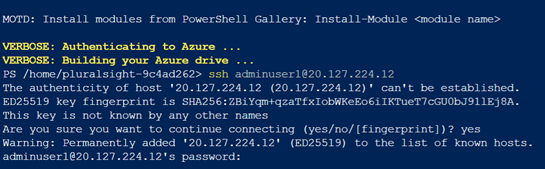 MOTD: Install modules from PowerShell Gallery: Install-Module <module name>
VERBOSE: Authenticating to Azure ...
VERBOSE: Building your Azure drive ...
PS /home/pluralsight-9c4ad262> ssh adminuser1@20.127.224.12
The authenticity of host '20.127.224.12 (20.127.224.12)' can't be established.
ED25519 key fingerprint is SHA256:ZBiYqm+qzaTfxIobWKeEo6iIKTueT7cGU0bJ9llEj8A.
This key is not known by any other names
Are you sure you want to continue connecting (yes/no/[fingerprint])? yes
Warning: Permanently added '20.127.224.12' (ED25519) to the list of known hosts.
adminuser1@20.127.224.12's password: